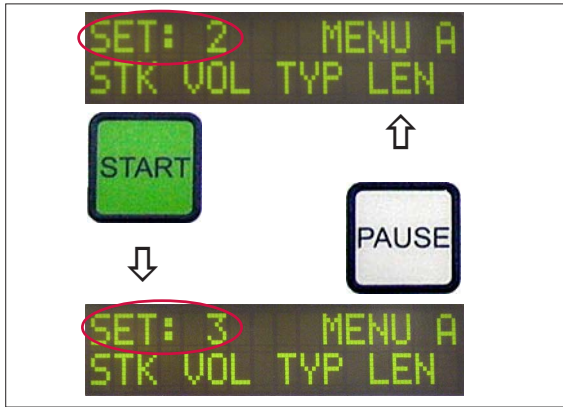 SET: 2 MENU A
STK VOL TYP LEN
START
PAUSE
SET: 3 MENU A
STK VOL TYP LEN